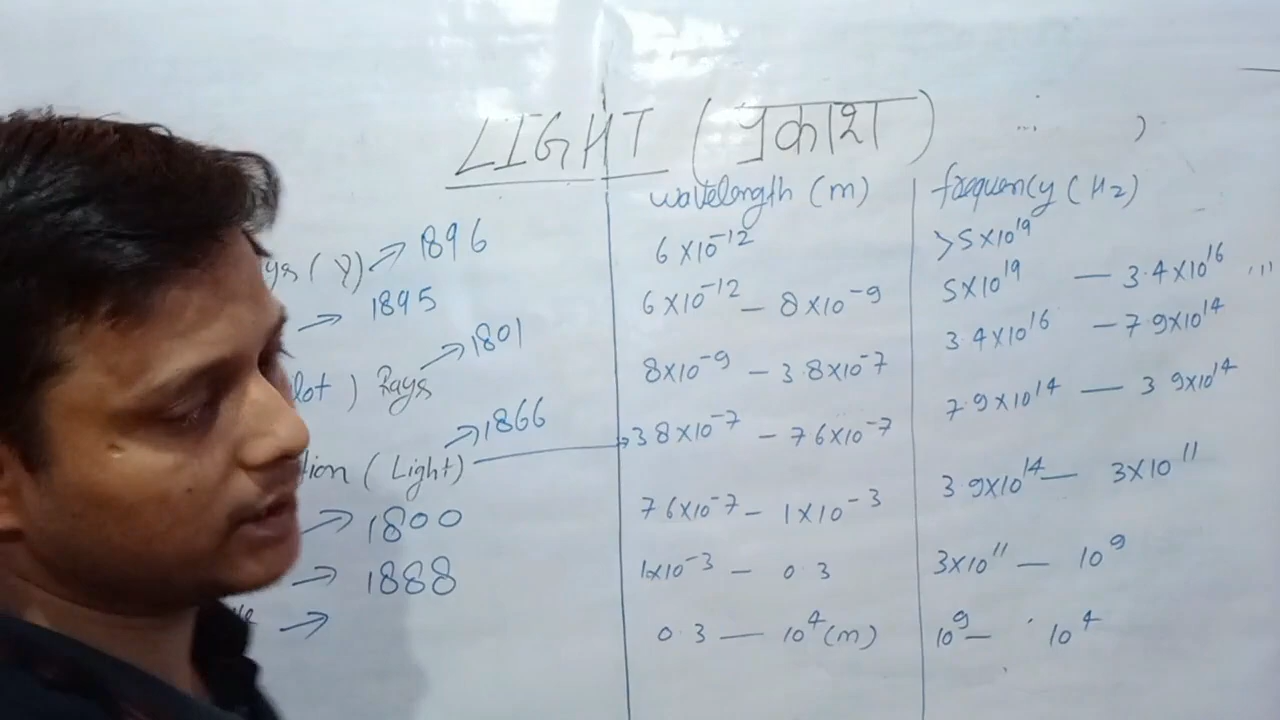 LIGHT (प्रकाश)
wavelength (m) frequency (Hz)
(γ) → 1896 6×10⁻¹² >5×10¹⁹
→ 1895 6×10⁻¹² – 8×10⁻⁹ 5×10¹⁹ – 3.4×10¹⁶
) Rays → 1801 8×10⁻⁹ – 3.8×10⁻⁷ 3.4×10¹⁶ – 7.9×10¹⁴
(Light) → 1866 → 3.8×10⁻⁷ – 7.6×10⁻⁷ 7.9×10¹⁴ – 3.9×10¹⁴
→ 1800 7.6×10⁻⁷ – 1×10⁻³ 3.9×10¹⁴ – 3×10¹¹
→ 1888 1×10⁻³ – 0.3 3×10¹¹ – 10⁹
→ 0.3 – 10⁴ (m) 10⁹ – 10⁴